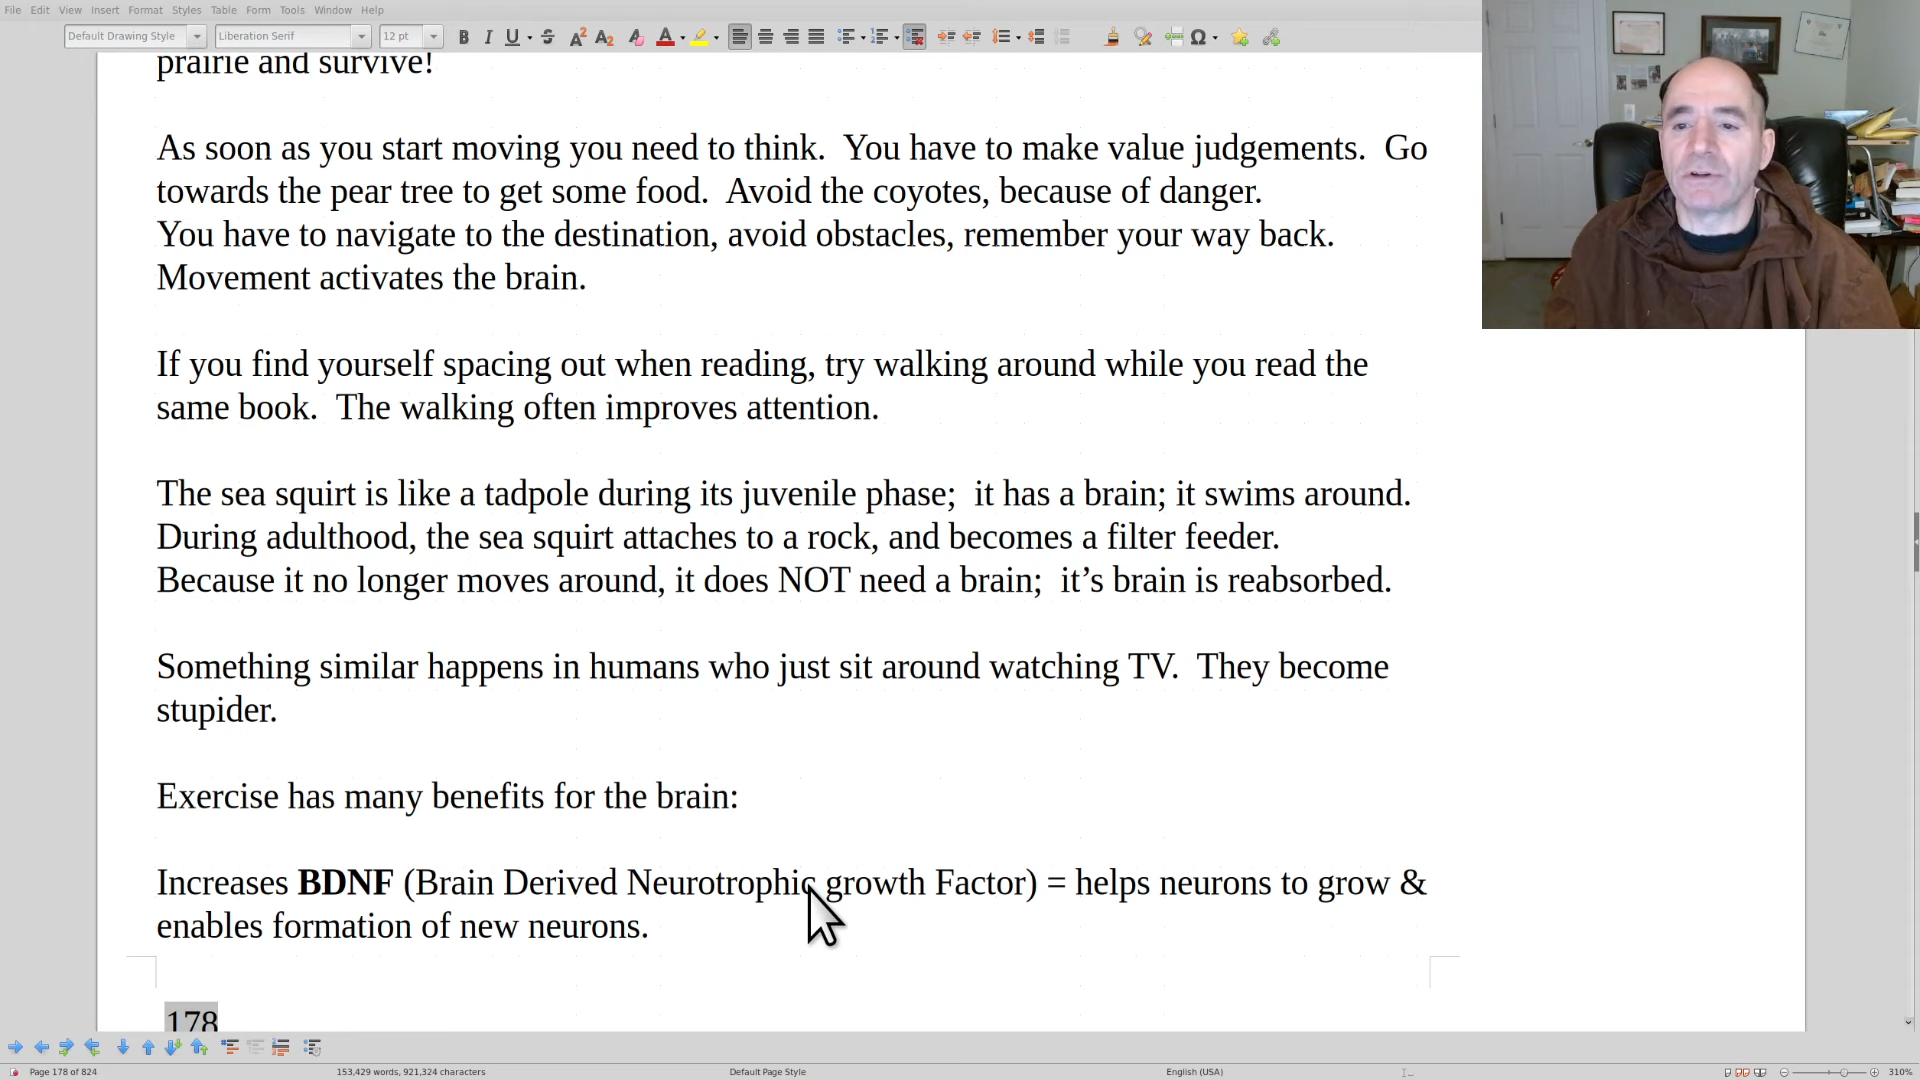 File Edit View Insert Format Styles Table Form Tools Window Help
Default Drawing Style Liberation Serif 12 pt
prairie and survive!
As soon as you start moving you need to think.  You have to make value judgements.  Go
towards the pear tree to get some food.  Avoid the coyotes, because of danger.
You have to navigate to the destination, avoid obstacles, remember your way back.
Movement activates the brain.
If you find yourself spacing out when reading, try walking around while you read the
same book.  The walking often improves attention.
The sea squirt is like a tadpole during its juvenile phase;  it has a brain; it swims around.
During adulthood, the sea squirt attaches to a rock, and becomes a filter feeder.
Because it no longer moves around, it does NOT need a brain;  it’s brain is reabsorbed.
Something similar happens in humans who just sit around watching TV.  They become
stupider.
Exercise has many benefits for the brain:
Increases BDNF (Brain Derived Neurotrophic growth Factor) = helps neurons to grow &
enables formation of new neurons.
178
Page 178 of 824 153,429 words, 921,324 characters Default Page Style English (USA) 310%